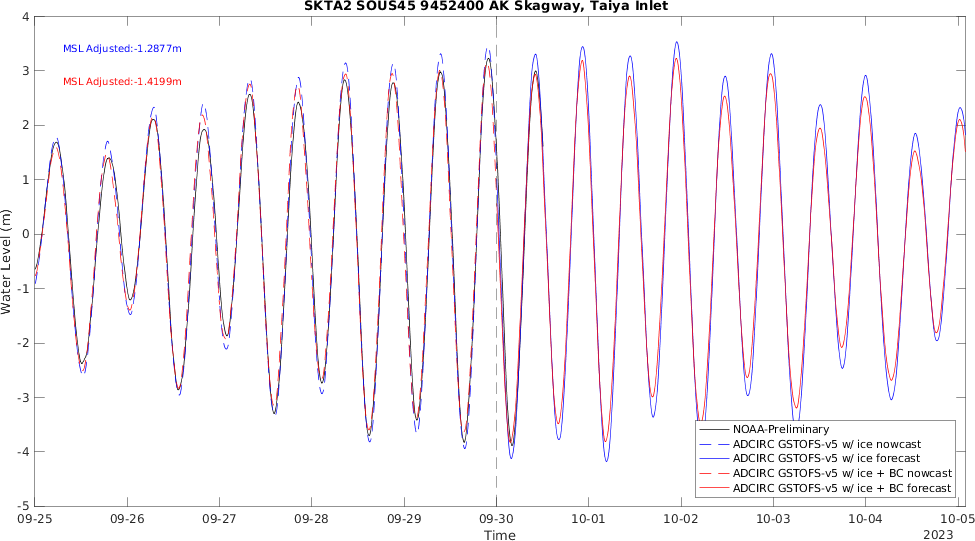 SKTA2 SOUS45 9452400 AK Skagway, Taiya Inlet
MSL Adjusted:-1.2877m
MSL Adjusted:-1.4199m
4
3
2
1
0
-1
-2
-3
-4
-5
Water Level (m)
NOAA-Preliminary
ADCIRC GSTOFS-v5 w/ ice nowcast
ADCIRC GSTOFS-v5 w/ ice forecast
ADCIRC GSTOFS-v5 w/ ice + BC nowcast
ADCIRC GSTOFS-v5 w/ ice + BC forecast
09-25 09-26 09-27 09-28 09-29 09-30 10-01 10-02 10-03 10-04 10-05
Time
2023